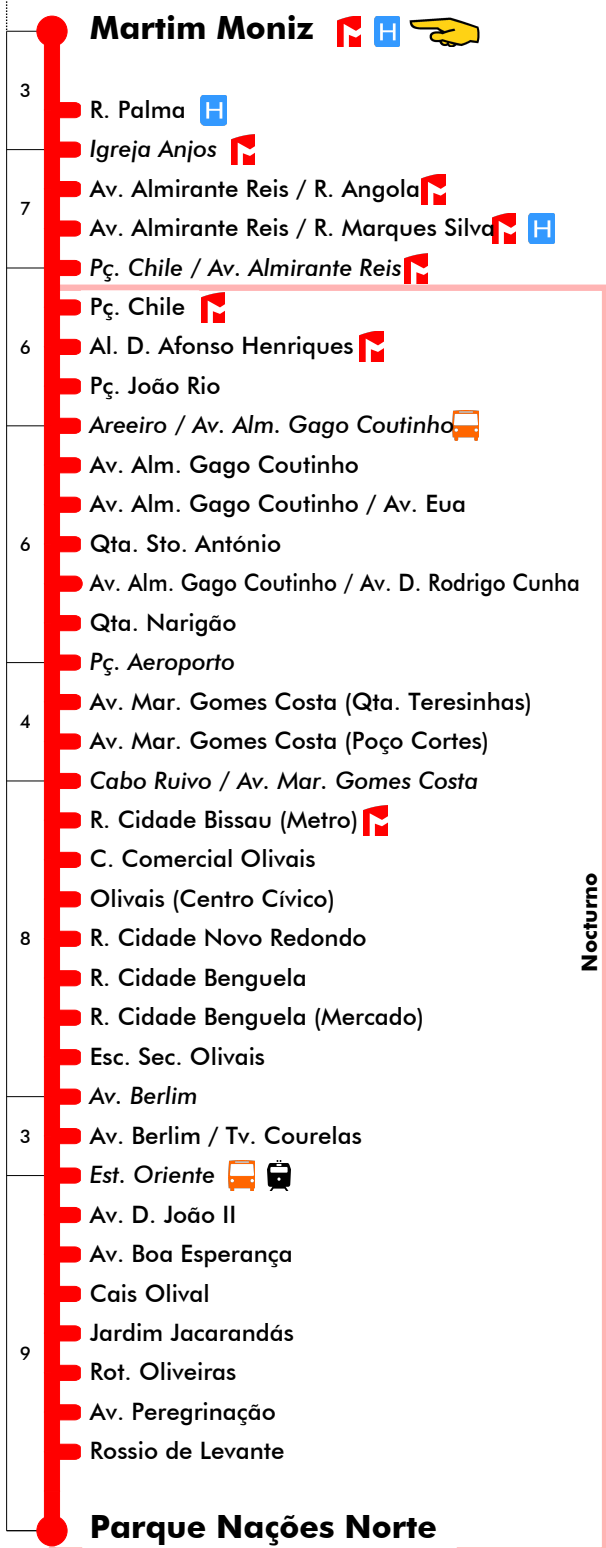 Martim Moniz H
3
R. Palma H
Igreja Anjos
Av. Almirante Reis / R. Angola
7
Av. Almirante Reis / R. Marques Silva H
Pç. Chile / Av. Almirante Reis
Pç. Chile
6
Al. D. Afonso Henriques
Pç. João Rio
Areeiro / Av. Alm. Gago Coutinho
Av. Alm. Gago Coutinho
Av. Alm. Gago Coutinho / Av. Eua
6
Qta. Sto. António
Av. Alm. Gago Coutinho / Av. D. Rodrigo Cunha
Qta. Narigão
Pç. Aeroporto
Av. Mar. Gomes Costa (Qta. Teresinhas)
4
Av. Mar. Gomes Costa (Poço Cortes)
Cabo Ruivo / Av. Mar. Gomes Costa
R. Cidade Bissau (Metro)
C. Comercial Olivais
Olivais (Centro Cívico)
Nocturno
8
R. Cidade Novo Redondo
R. Cidade Benguela
R. Cidade Benguela (Mercado)
Esc. Sec. Olivais
Av. Berlim
3
Av. Berlim / Tv. Courelas
Est. Oriente
Av. D. João II
Av. Boa Esperança
Cais Olival
Jardim Jacarandás
9
Rot. Oliveiras
Av. Peregrinação
Rossio de Levante
Parque Nações Norte